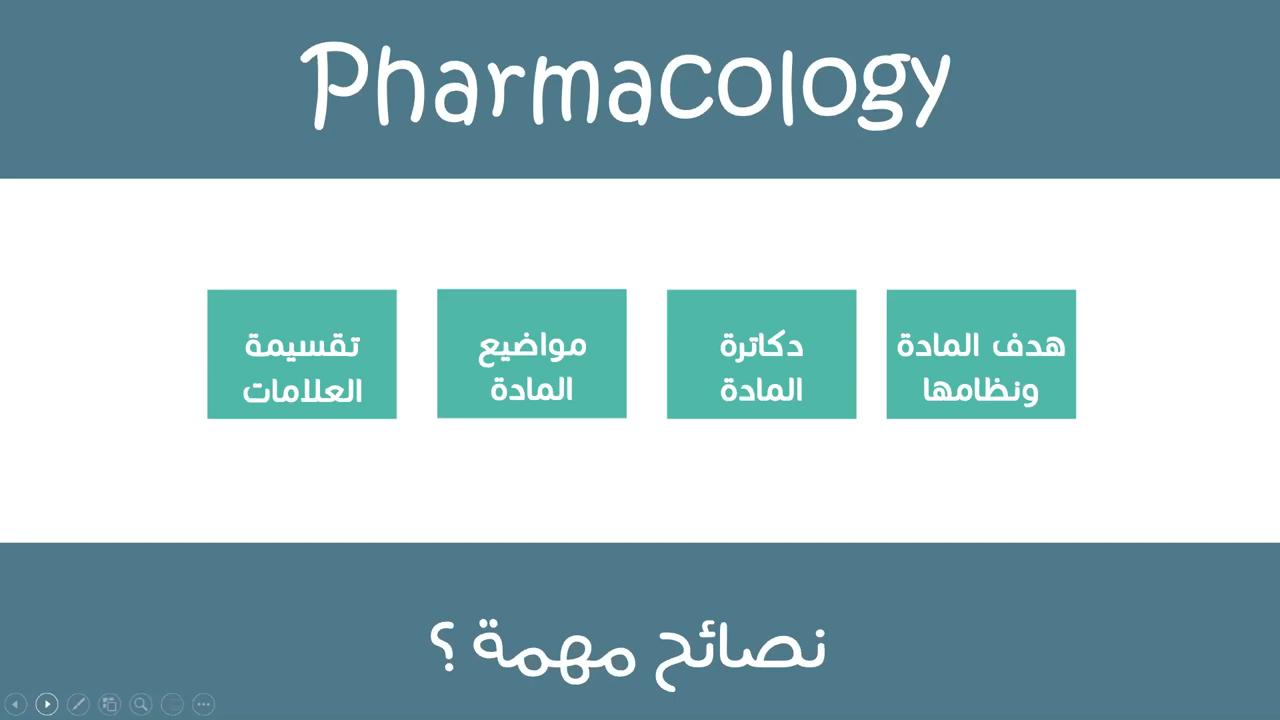 Pharmacology
هدف المادة
ونظامها
دكاترة
المادة
مواضيع
المادة
تقسيمة
العلامات
نصائح مهمة ؟